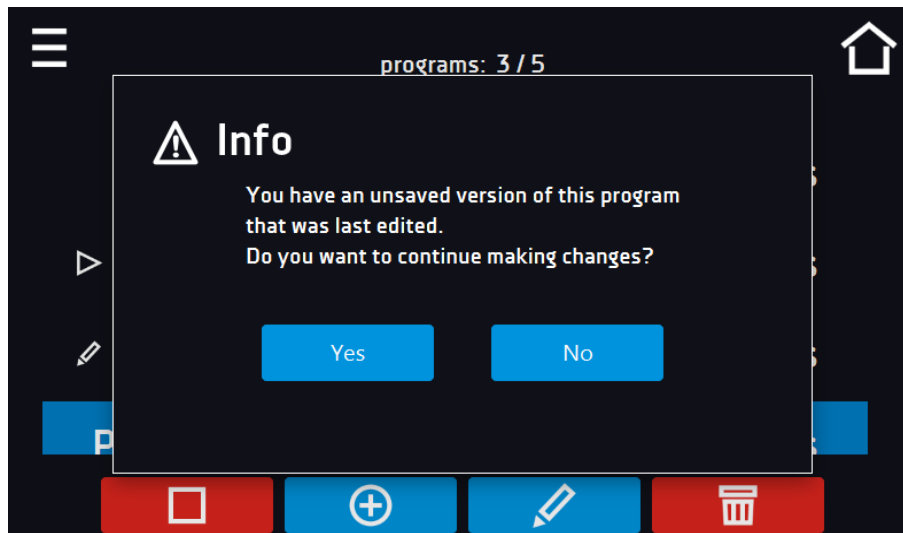 programs: 3 / 5
Info
You have an unsaved version of this program
that was last edited.
Do you want to continue making changes?
Yes
No